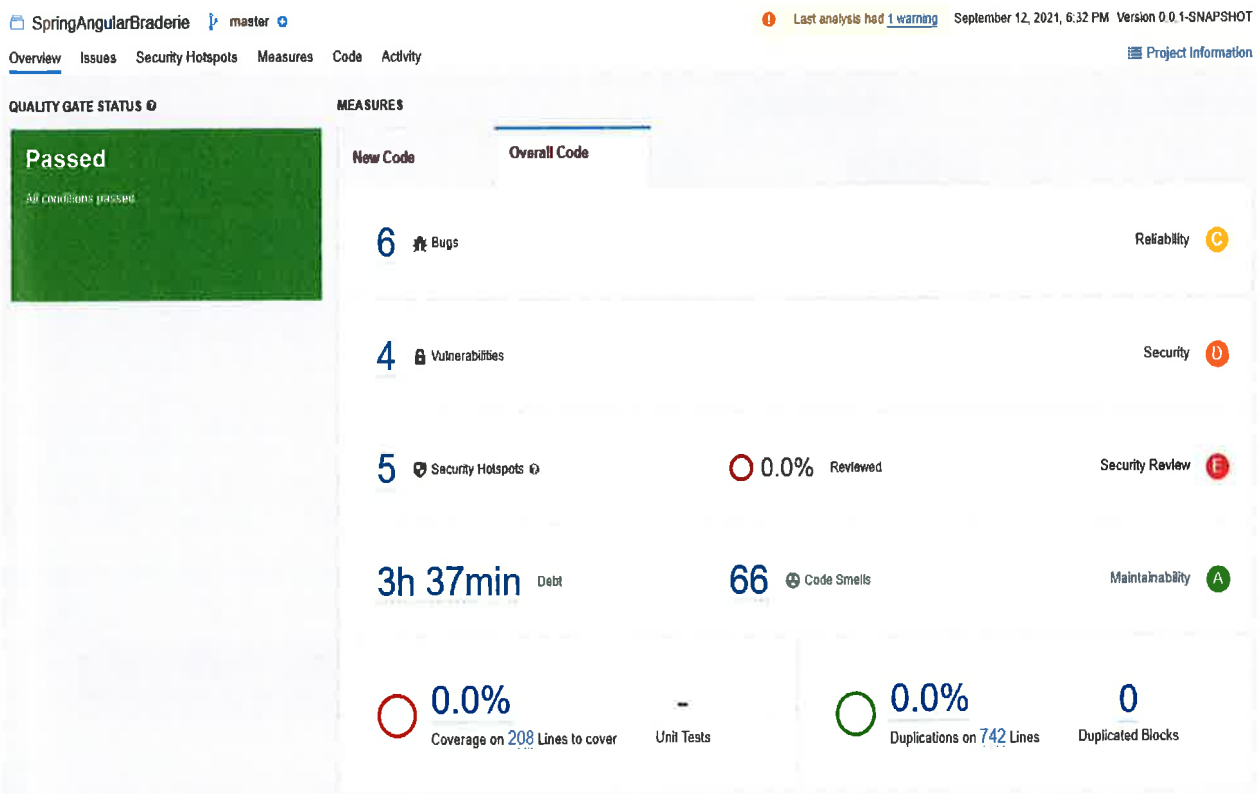 SpringAngularBraderie master
Last analysis had 1 warning September 12, 2021, 6:32 PM Version 0.0.1-SNAPSHOT
Overview Issues Security Hotspots Measures Code Activity
Project Information
QUALITY GATE STATUS
MEASURES
Passed
All conditions passed
New Code
Overall Code
6 Bugs
Reliability C
4 Vulnerabilities
Security D
5 Security Hotspots
0.0% Reviewed
Security Review E
3h 37min Debt
66 Code Smells
Maintainability A
0.0%
Coverage on 208 Lines to cover
-
Unit Tests
0.0%
Duplications on 742 Lines
0
Duplicated Blocks